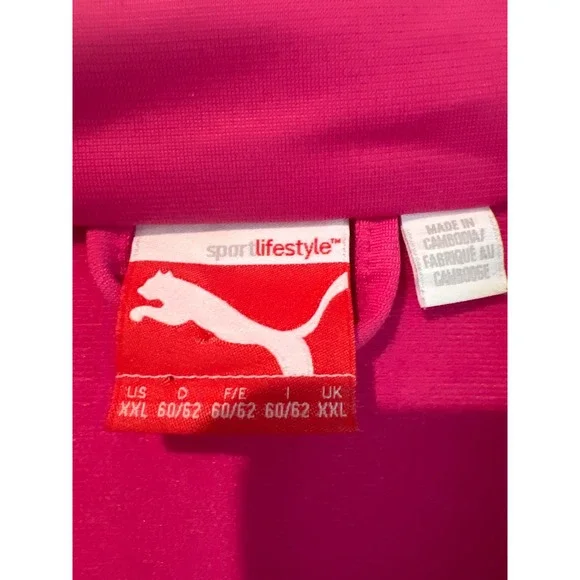 sportlifestyle™
US D F/E I UK
XXL 60/62 60/62 60/62 XXL
MADE IN
CAMBODIA/
FABRIQUÉ AU
CAMBODGE